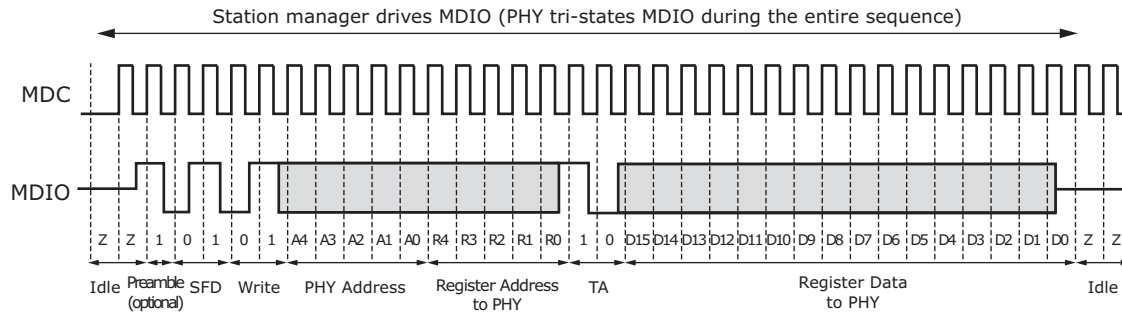 Station manager drives MDIO (PHY tri-states MDIO during the entire sequence)
MDC
MDIO
Z Z 1 0 1 0 1 A4 A3 A2 A1 A0 R4 R3 R2 R1 R0 1 0 D15 D14 D13 D12 D11 D10 D9 D8 D7 D6 D5 D4 D3 D2 D1 D0 Z Z
Idle Preamble (optional) SFD Write PHY Address Register Address to PHY TA Register Data to PHY Idle